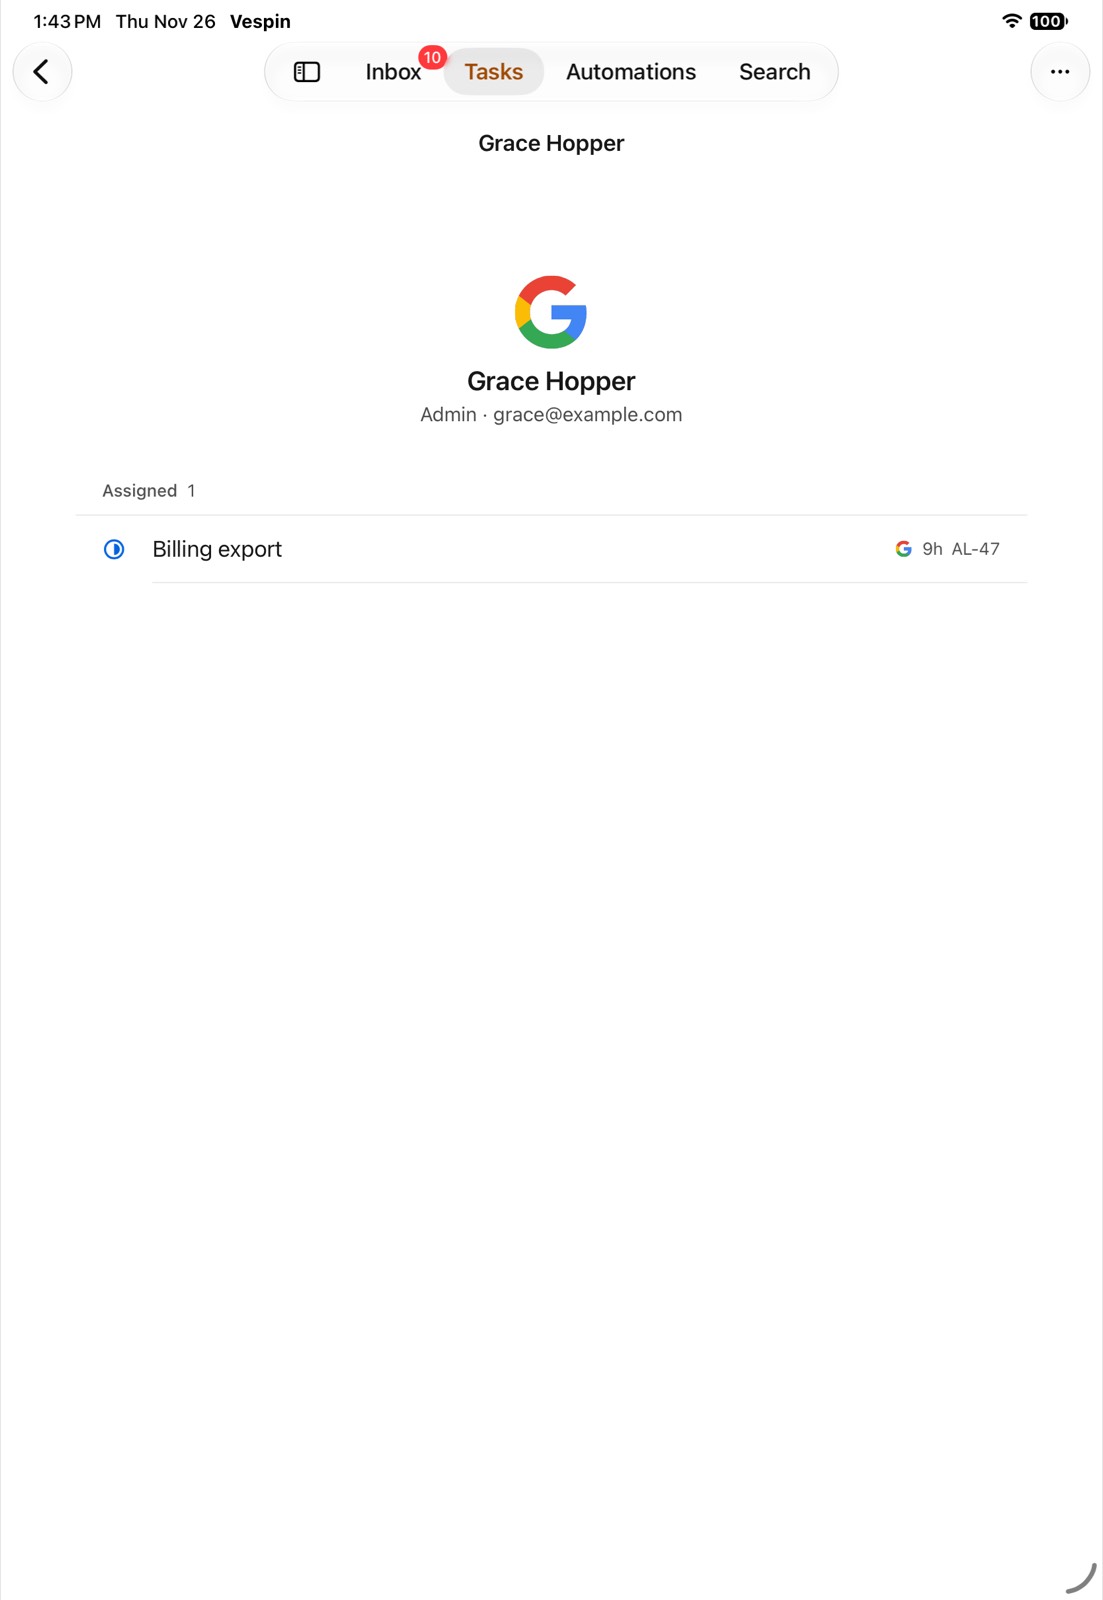 1:43 PM Thu Nov 26 Vespin 100
Inbox 10 Tasks Automations Search
Grace Hopper
Grace Hopper
Admin · grace@example.com
Assigned 1
Billing export 9h AL-47